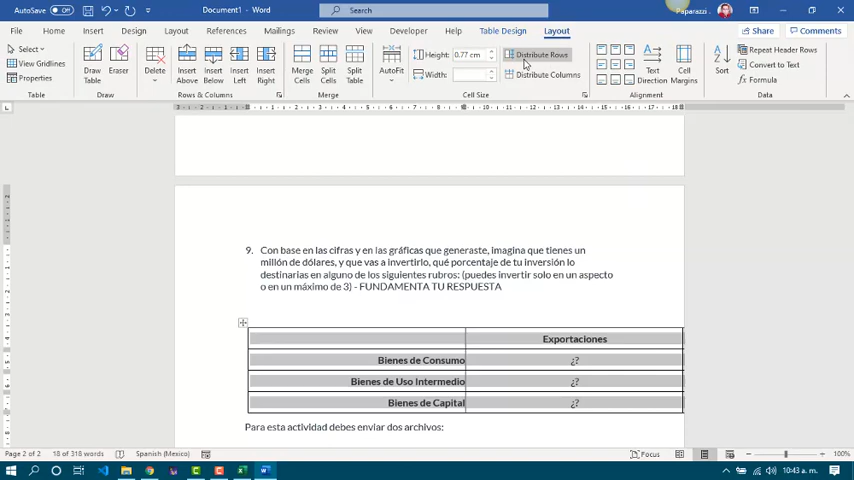 AutoSave Off
Document1 - Word
Search
Paparazzi
File Home Insert Design Layout References Mailings Review View Developer Help Table Design Layout Share Comments
Select
View Gridlines
Properties
Table
Draw Table
Eraser
Draw
Delete
Insert Above
Insert Below
Insert Left
Insert Right
Rows & Columns
Merge Cells
Split Cells
Split Table
Merge
AutoFit
Height: 0.77 cm
Width:
Distribute Rows
Distribute Columns
Cell Size
Text Direction
Cell Margins
Alignment
Sort
Repeat Header Rows
Convert to Text
Formula
Data
9. Con base en las cifras y en las gráficas que generaste, imagina que tienes un
millón de dólares, y que vas a invertirlo, qué porcentaje de tu inversión lo
destinarias en alguno de los siguientes rubros: (puedes invertir solo en un aspecto
o en un máximo de 3) - FUNDAMENTA TU RESPUESTA
Exportaciones
Bienes de Consumo ¿?
Bienes de Uso Intermedio ¿?
Bienes de Capital ¿?
Para esta actividad debes enviar dos archivos:
Page 2 of 2 18 of 318 words Spanish (Mexico) Focus 100%
10:43 a. m.